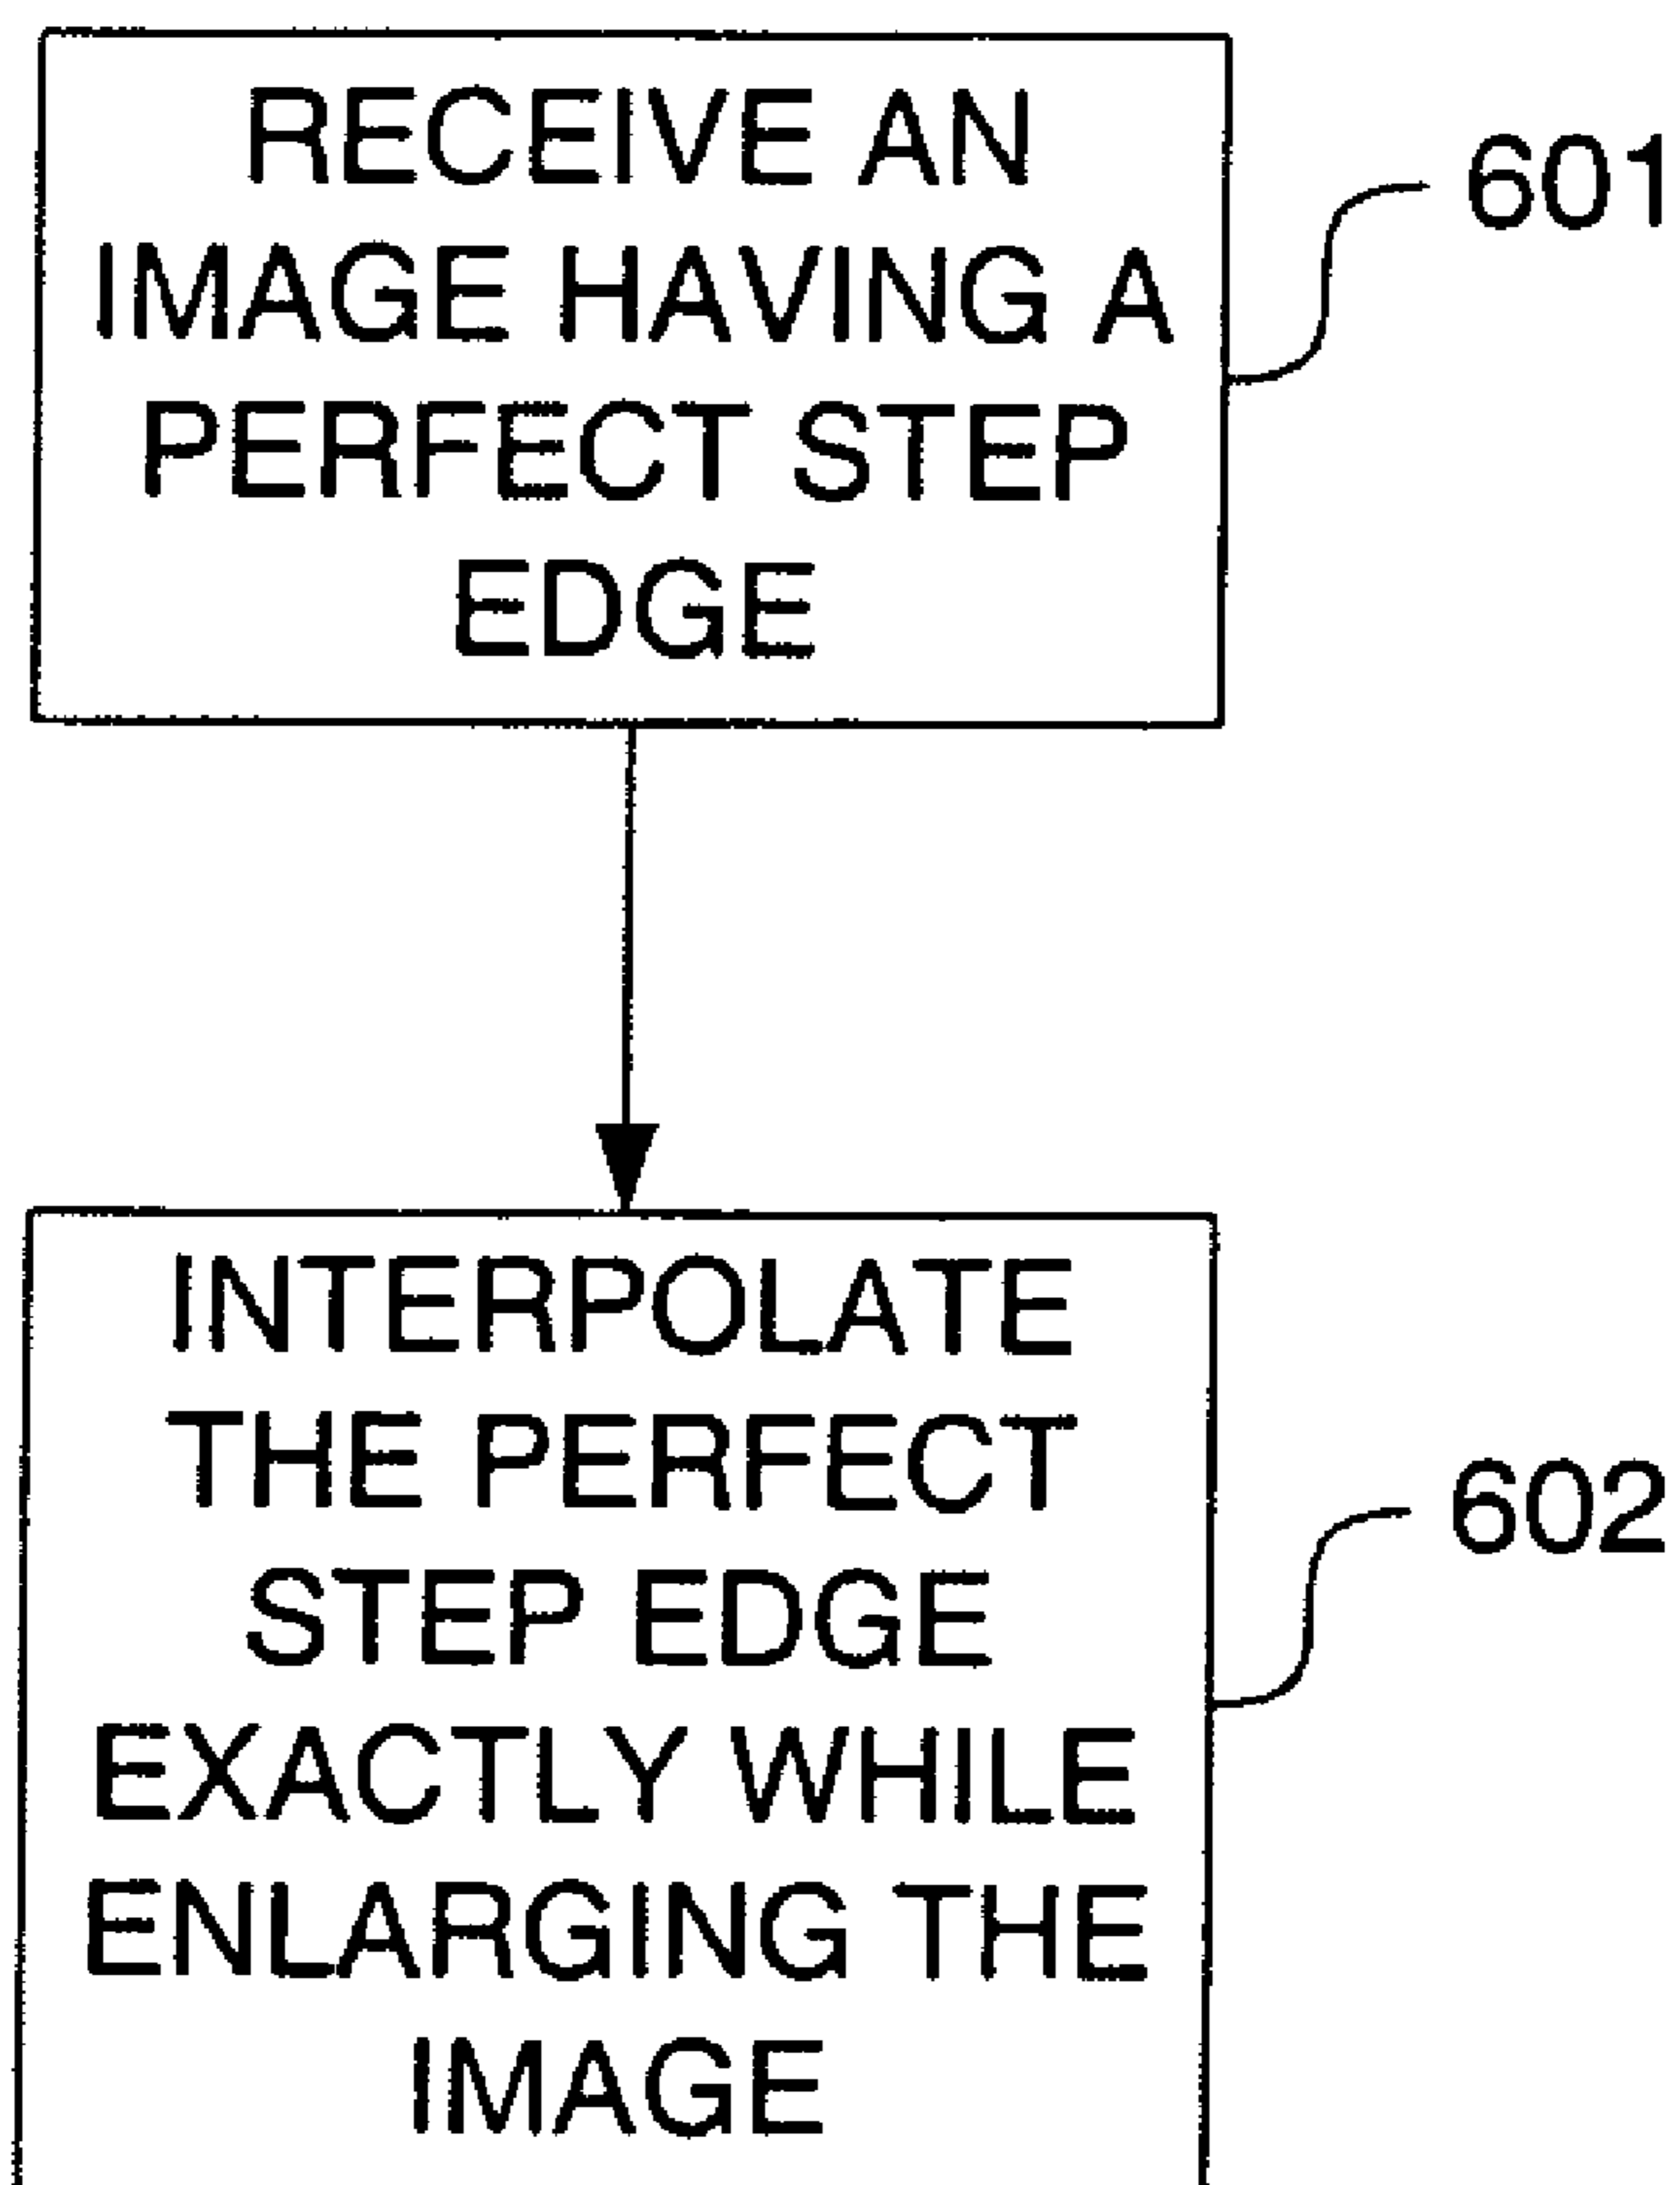 RECEIVE AN
IMAGE HAVING A
PERFECT STEP
EDGE
601
INTERPOLATE
THE PERFECT
STEP EDGE
EXACTLY WHILE
ENLARGING THE
IMAGE
602